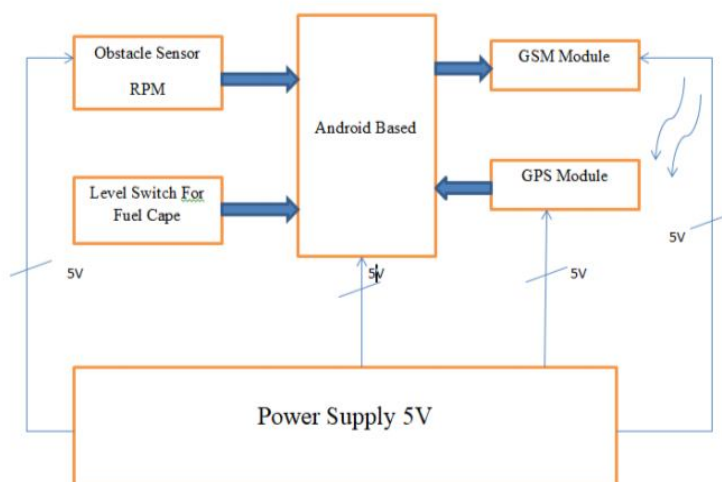 Obstacle Sensor
RPM
Level Switch For
Fuel Cape
Android Based
GSM Module
GPS Module
5V
5V
5V
5V
Power Supply 5V